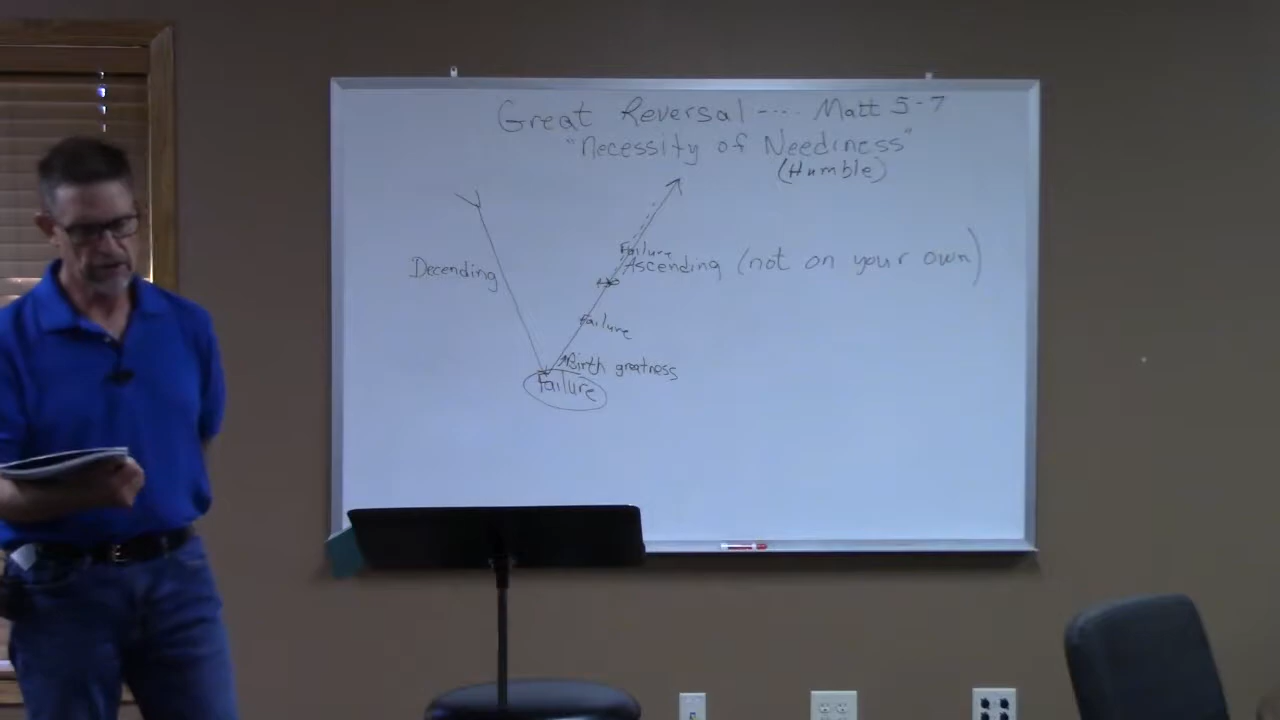 Great Reversal ---- Matt 5-7
"Necessity of Neediness"
(Humble)
Failure
Decending
Ascending (not on your own)
Failure
Birth greatness
Failure